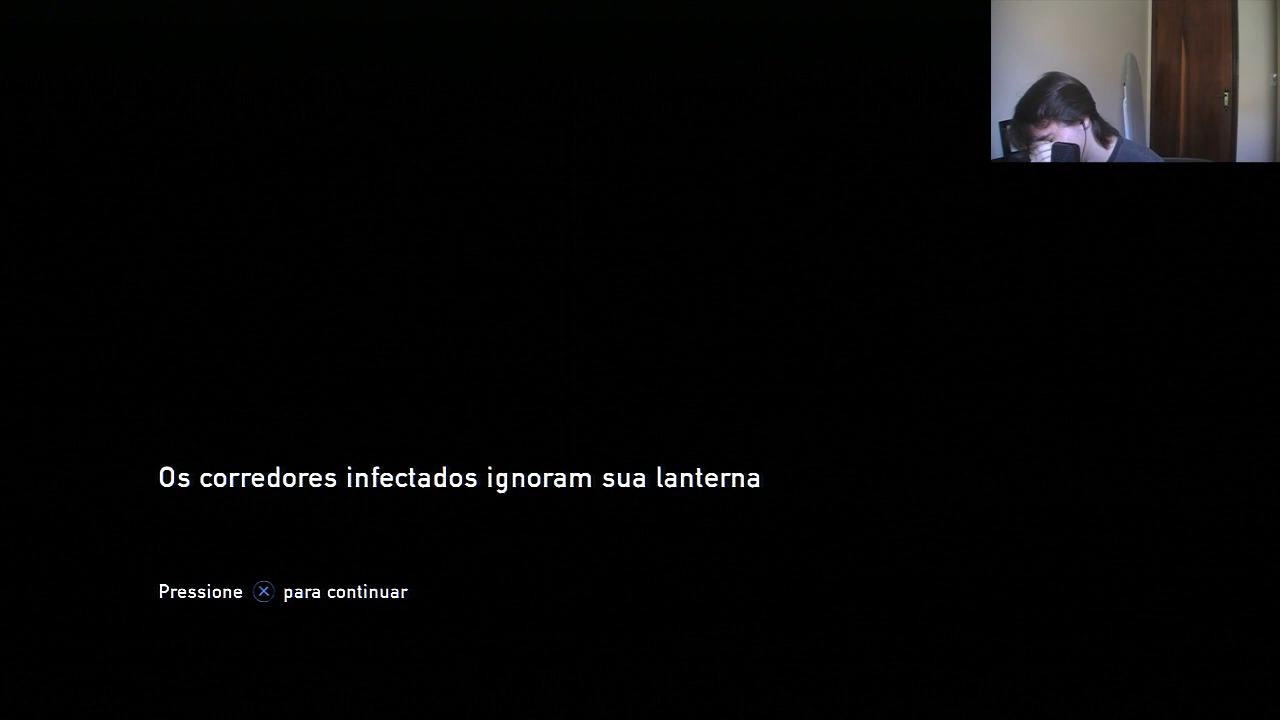 Os corredores infectados ignoram sua lanterna
Pressione ⓧ para continuar